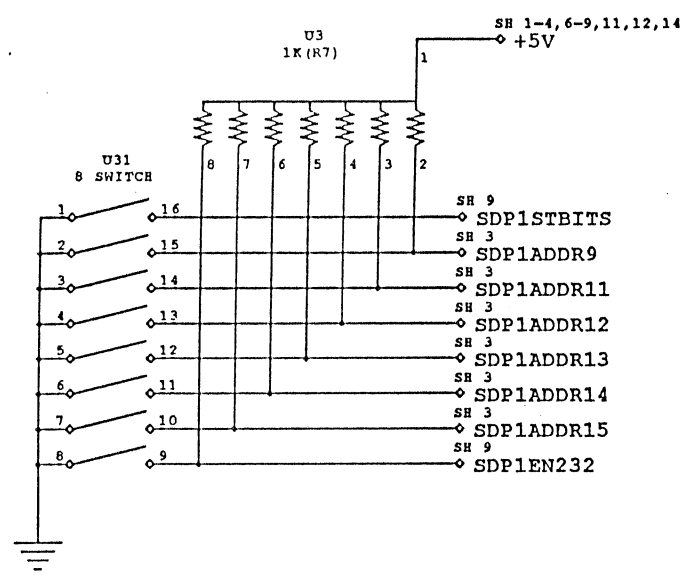 SH 1-4,6-9,11,12,14
+5V
U3
1K(R7)
1
8 7 6 5 4 3 2
U31
8 SWITCH
1 16 SH 9 SDP1STBITS
2 15 SH 3 SDP1ADDR9
3 14 SH 3 SDP1ADDR11
4 13 SH 3 SDP1ADDR12
5 12 SH 3 SDP1ADDR13
6 11 SH 3 SDP1ADDR14
7 10 SH 3 SDP1ADDR15
8 9 SH 9 SDP1EN232